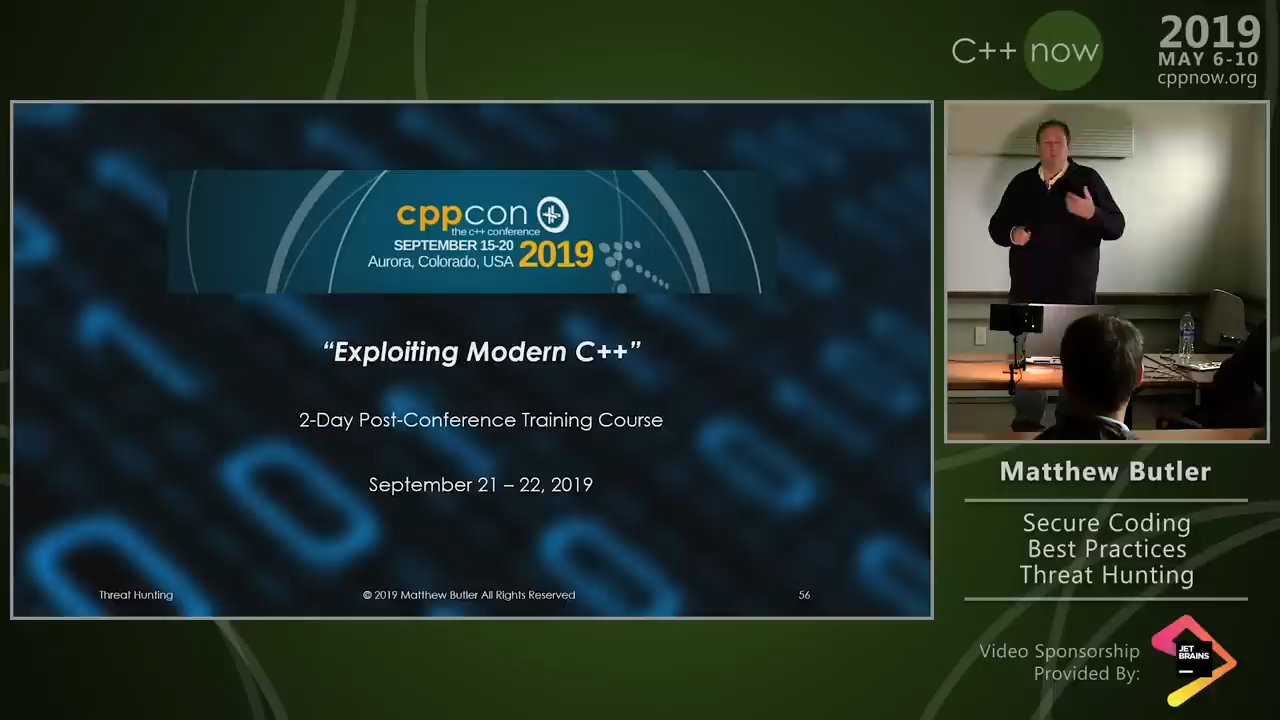 C++ now
2019
MAY 6-10
cppnow.org
cppcon
the c++ conference
SEPTEMBER 15-20
Aurora, Colorado, USA 2019
“Exploiting Modern C++”
2-Day Post-Conference Training Course
September 21 – 22, 2019
Threat Hunting © 2019 Matthew Butler All Rights Reserved 56
Matthew Butler
Secure Coding
Best Practices
Threat Hunting
Video Sponsorship
Provided By:
JET
BRAINS